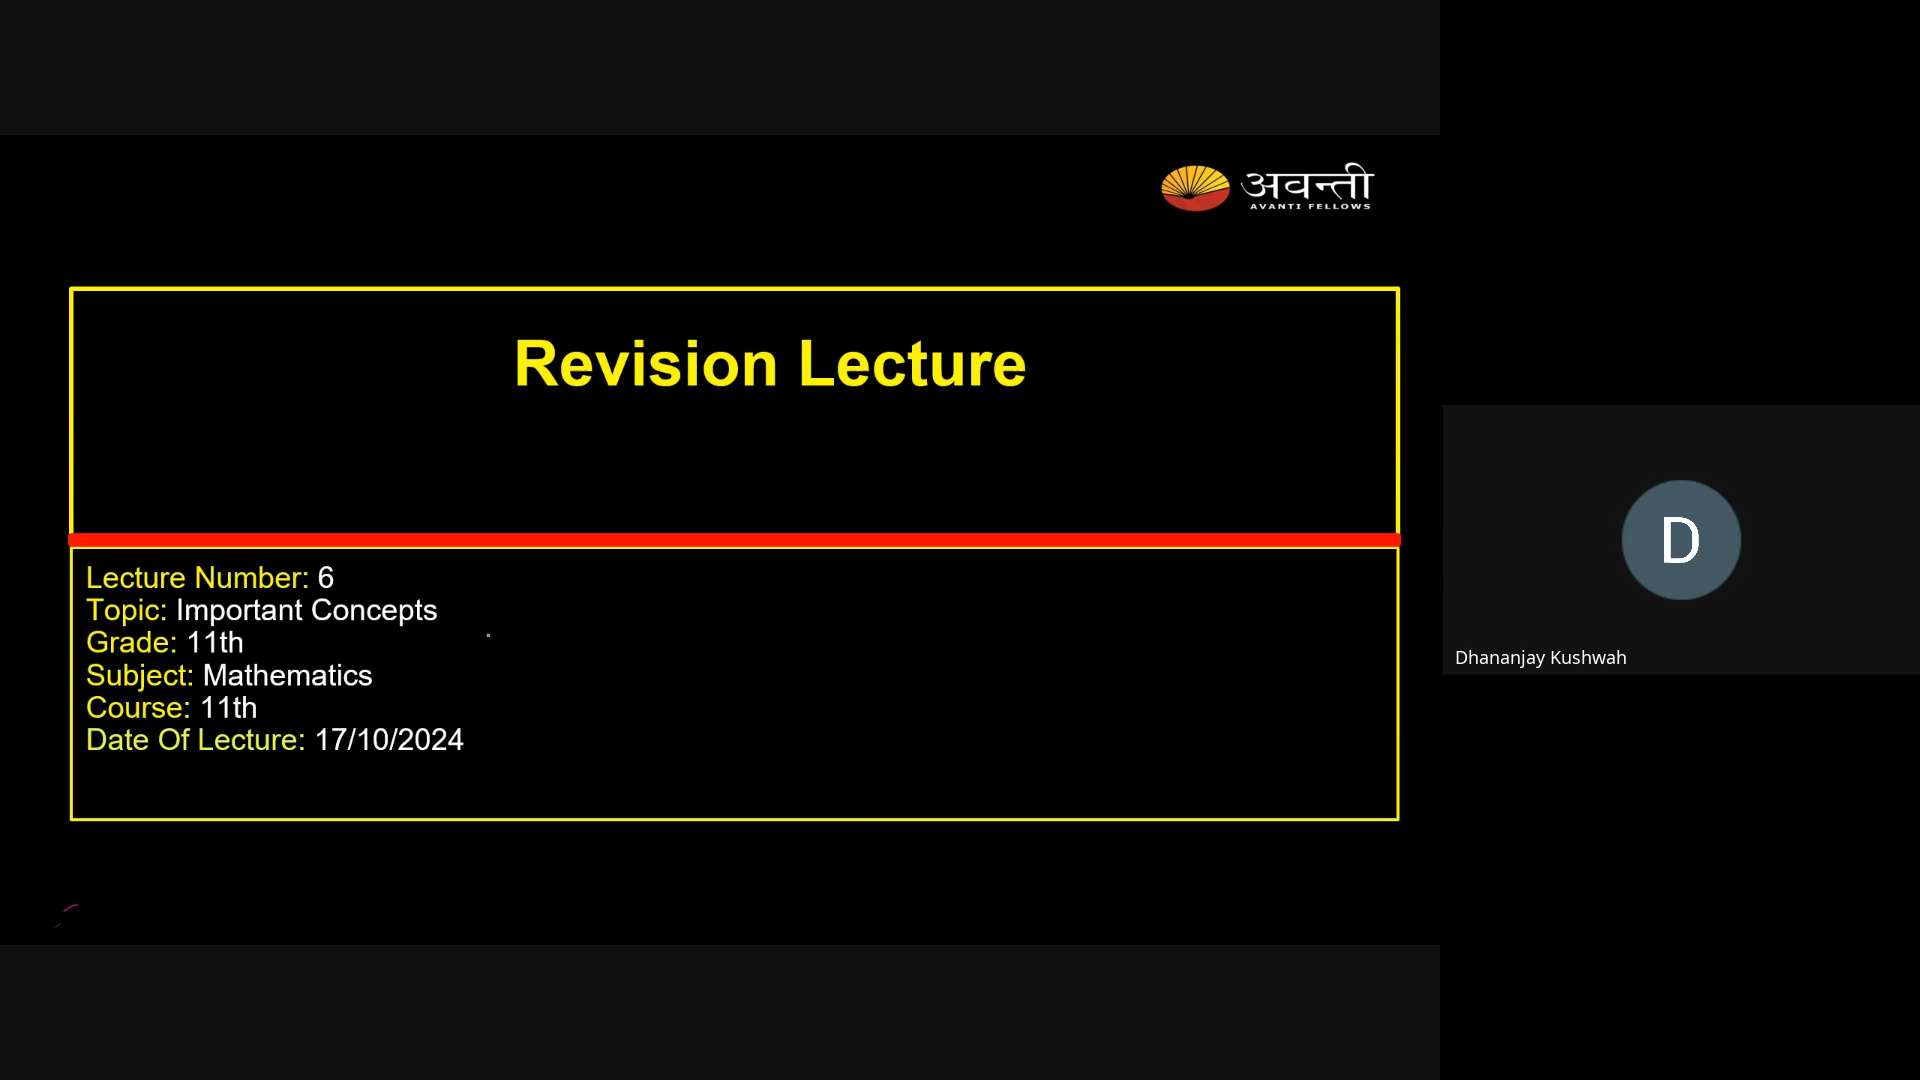 अवन्ती
AVANTI FELLOWS
Revision Lecture
Lecture Number: 6
Topic: Important Concepts
Grade: 11th
Subject: Mathematics
Course: 11th
Date Of Lecture: 17/10/2024
D
Dhananjay Kushwah